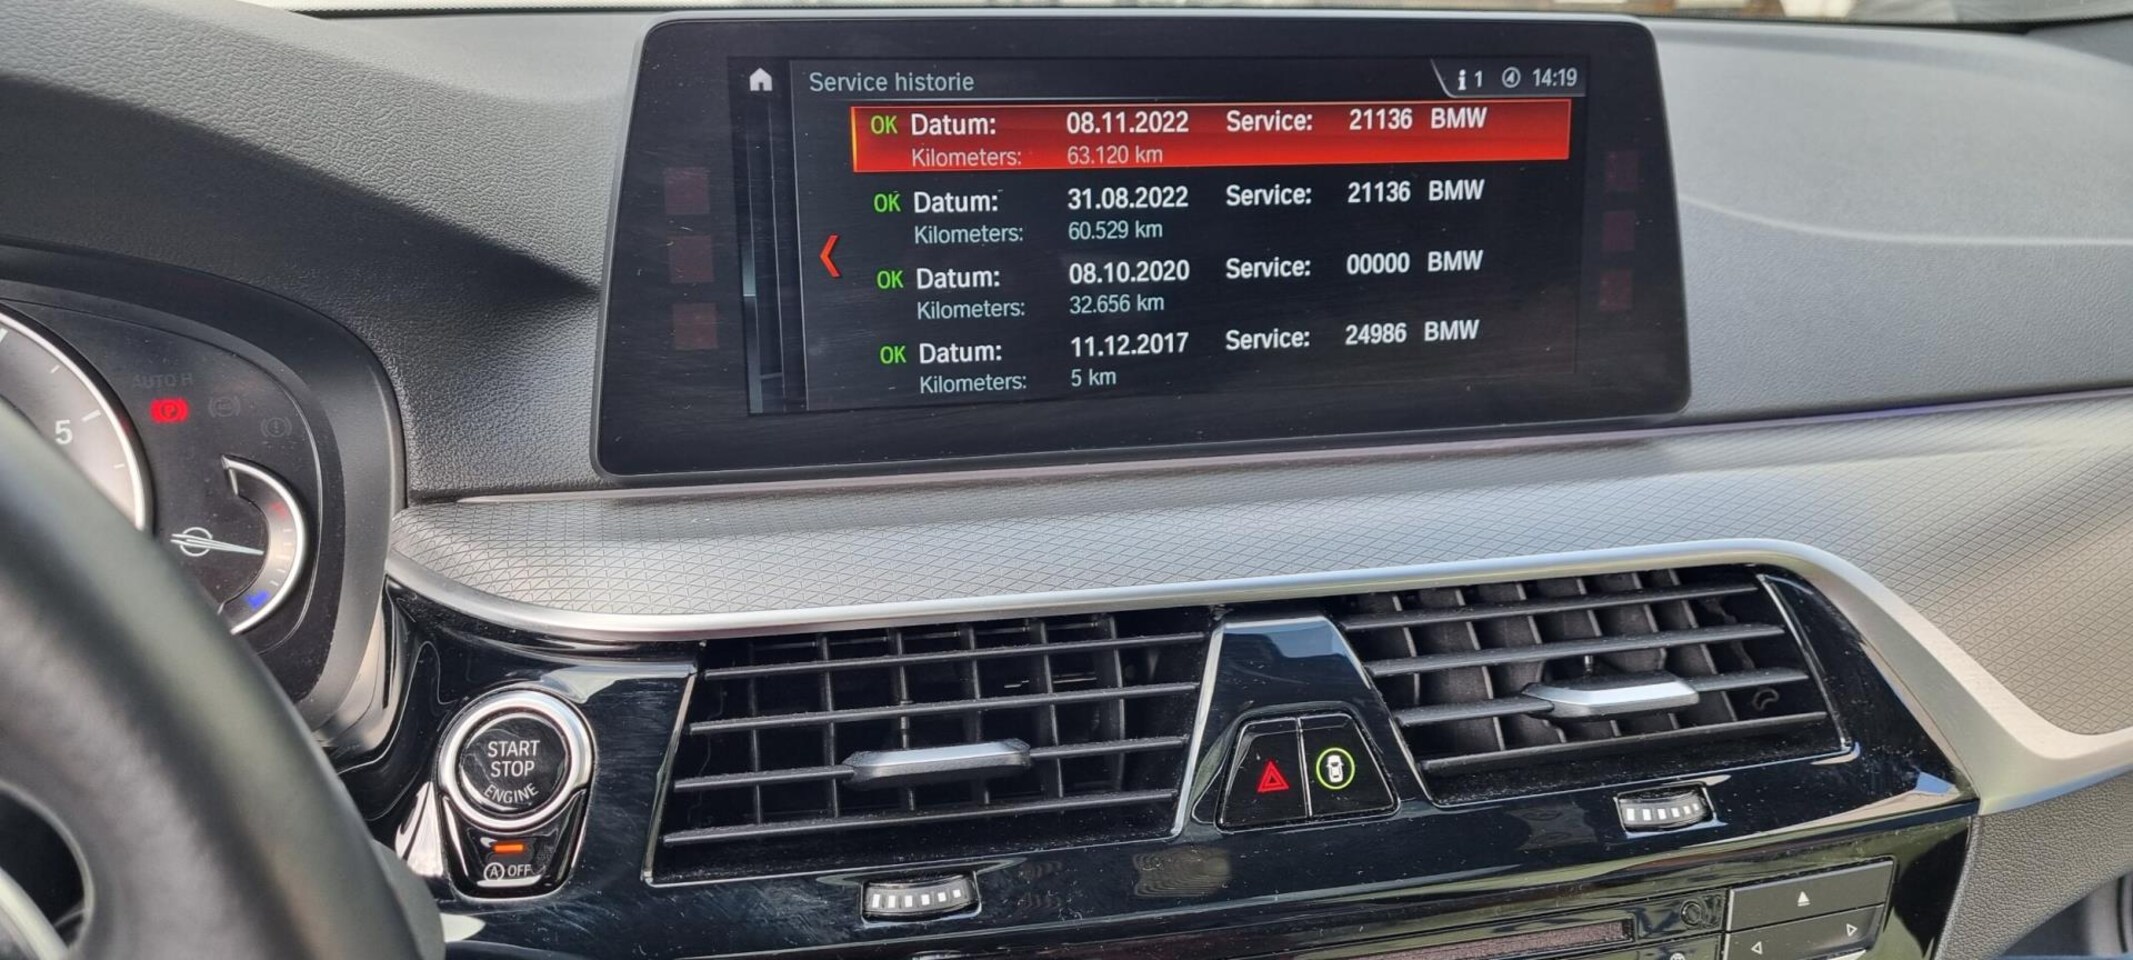 Service historie
i 1 14:19
OK Datum: 08.11.2022 Service: 21136 BMW
Kilometers: 63.120 km
OK Datum: 31.08.2022 Service: 21136 BMW
Kilometers: 60.529 km
OK Datum: 08.10.2020 Service: 00000 BMW
Kilometers: 32.656 km
OK Datum: 11.12.2017 Service: 24986 BMW
Kilometers: 5 km
AUTO H
P
5
START
STOP
ENGINE
A OFF